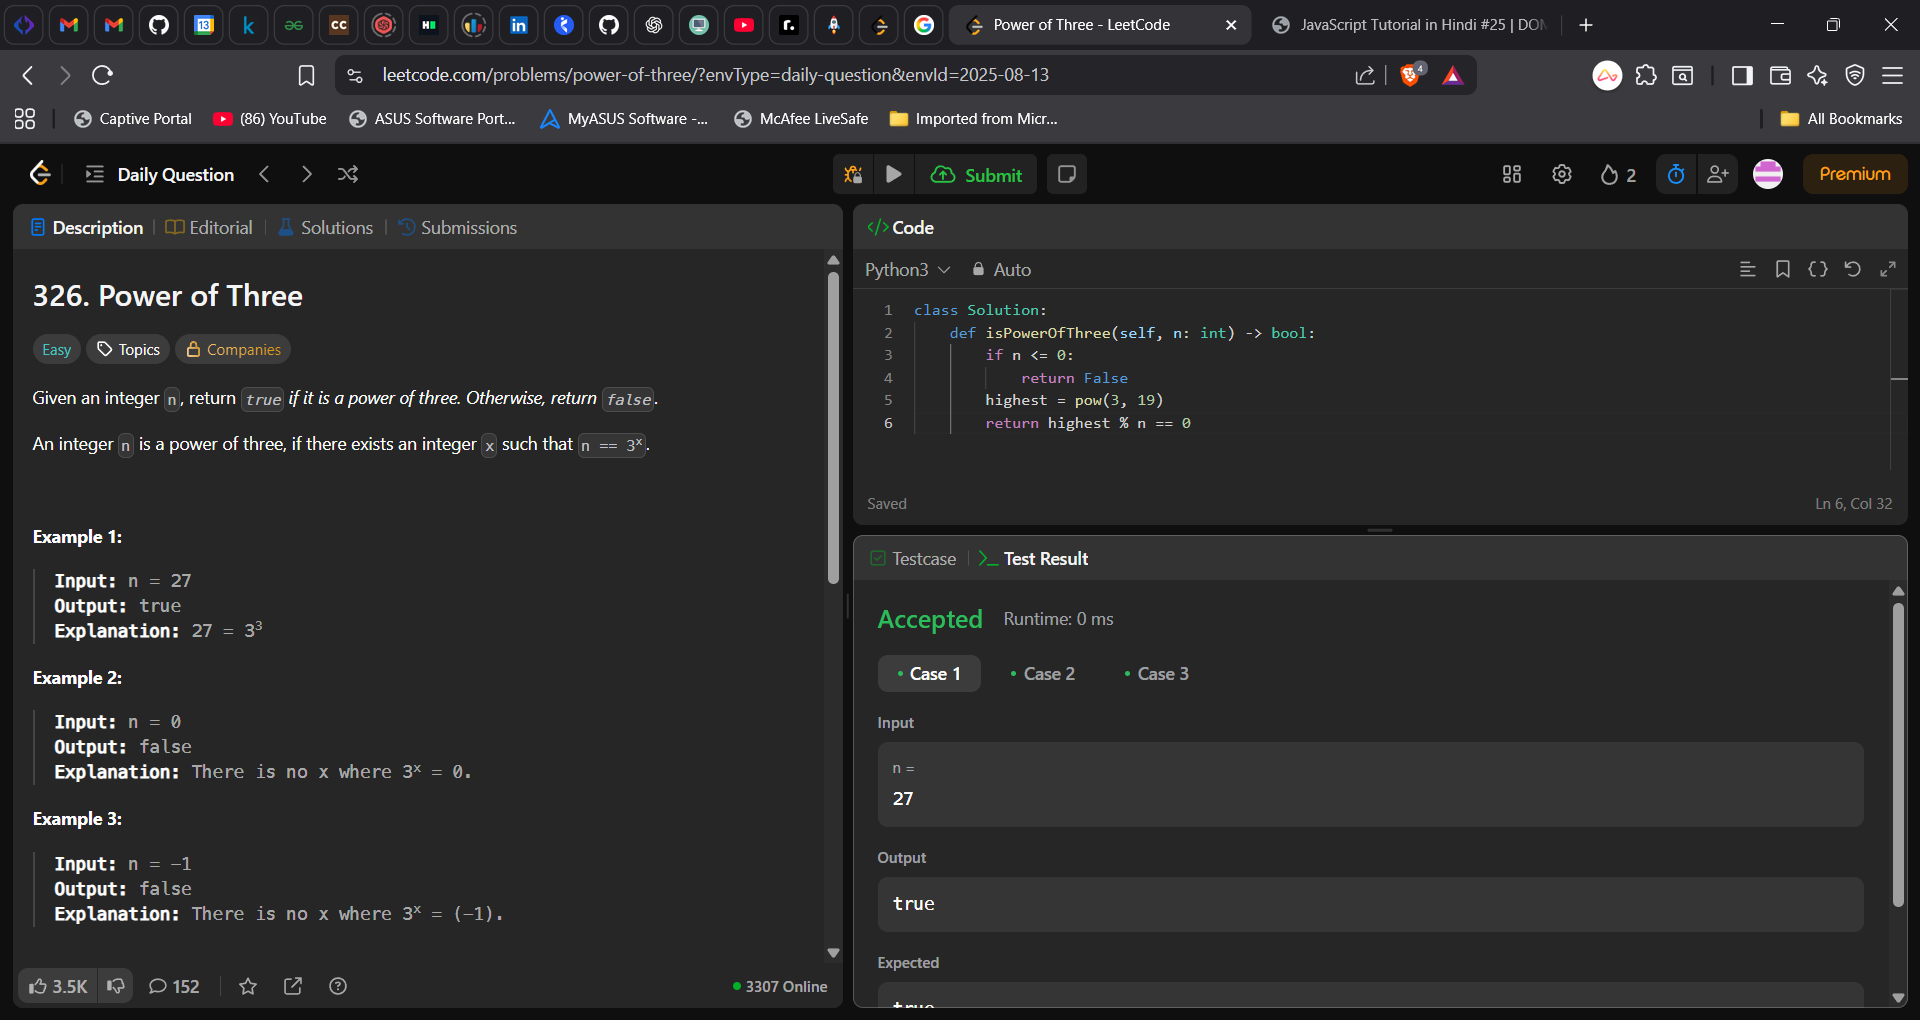 Power of Three - LeetCode
JavaScript Tutorial in Hindi #25 | DOM
leetcode.com/problems/power-of-three/?envType=daily-question&envId=2025-08-13
4
Captive Portal
(86) YouTube
ASUS Software Port...
MyASUS Software -...
McAfee LiveSafe
Imported from Micr...
All Bookmarks
Daily Question
Submit
2
Premium
Description
Editorial
Solutions
Submissions
326. Power of Three
Easy
Topics
Companies
Given an integer n, return true if it is a power of three. Otherwise, return false.
An integer n is a power of three, if there exists an integer x such that n == 3ˣ.
Example 1:
Input: n = 27
Output: true
Explanation: 27 = 3³
Example 2:
Input: n = 0
Output: false
Explanation: There is no x where 3ˣ = 0.
Example 3:
Input: n = -1
Output: false
Explanation: There is no x where 3ˣ = (-1).
3.5K
152
3307 Online
Code
Python3
Auto
1 class Solution:
2 def isPowerOfThree(self, n: int) -> bool:
3 if n <= 0:
4 return False
5 highest = pow(3, 19)
6 return highest % n == 0
Saved
Ln 6, Col 32
Testcase
Test Result
Accepted
Runtime: 0 ms
Case 1
Case 2
Case 3
Input
n =
27
Output
true
Expected
true